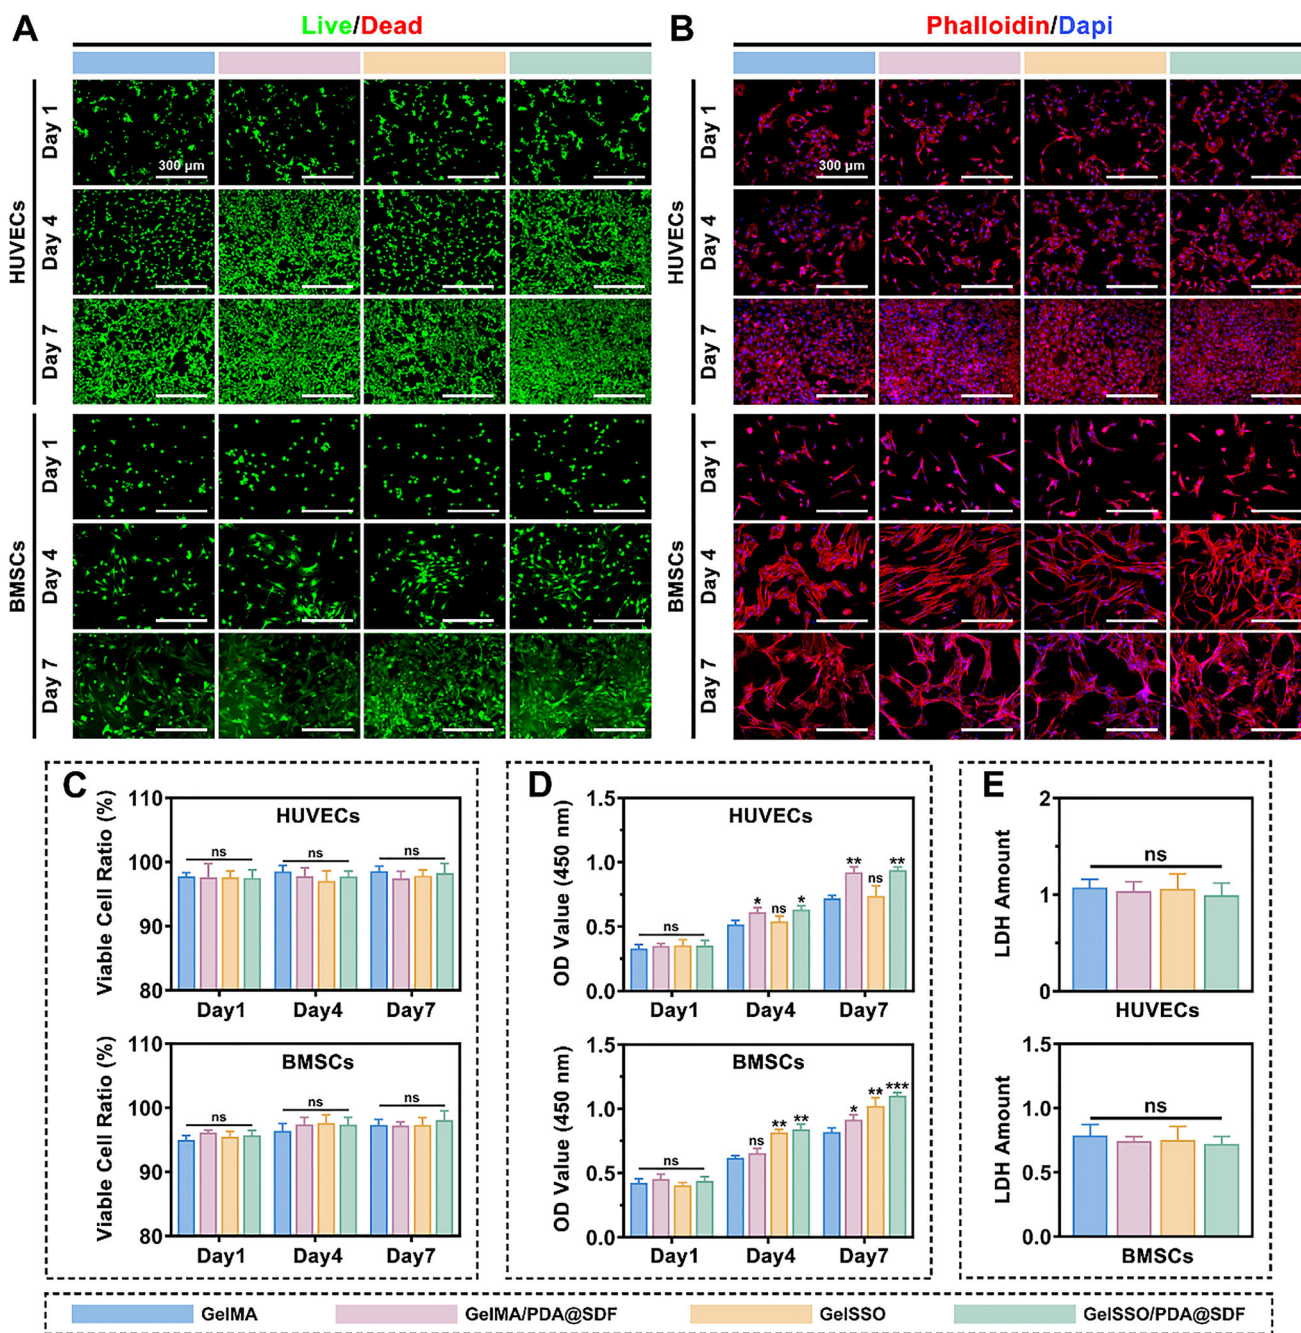 A
Live/Dead
B
Phalloidin/Dapi
HUVECs
Day 1
300 μm
Day 4
Day 7
BMSCs
Day 1
Day 4
Day 7
HUVECs
Day 1
300 μm
Day 4
Day 7
BMSCs
Day 1
Day 4
Day 7
C
Viable Cell Ratio (%)
110
100
90
80
HUVECs
ns
ns
ns
Day1
Day4
Day7
Viable Cell Ratio (%)
110
100
90
80
BMSCs
ns
ns
ns
Day1
Day4
Day7
D
OD Value (450 nm)
1.5
1.0
0.5
0.0
HUVECs
ns
* ns *
** ns **
Day1
Day4
Day7
OD Value (450 nm)
1.5
1.0
0.5
0.0
BMSCs
ns
ns ** **
* ** ***
Day1
Day4
Day7
E
LDH Amount
2
1
0
ns
HUVECs
LDH Amount
1.5
1.0
0.5
0.0
ns
BMSCs
GelMA
GelMA/PDA@SDF
GelSSO
GelSSO/PDA@SDF